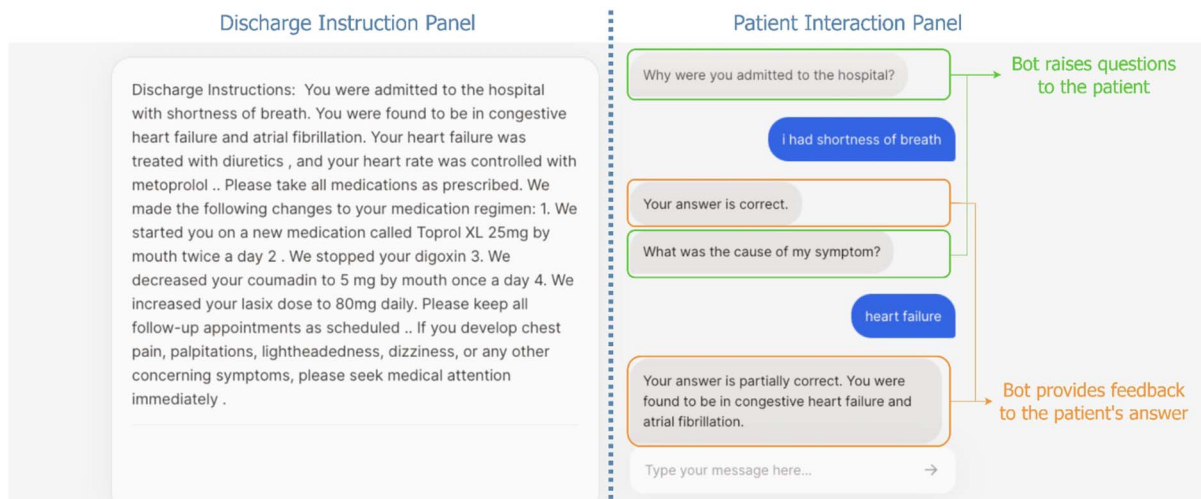 Discharge Instruction Panel
Discharge Instructions:  You were admitted to the hospital
with shortness of breath. You were found to be in congestive
heart failure and atrial fibrillation. Your heart failure was
treated with diuretics , and your heart rate was controlled with
metoprolol .. Please take all medications as prescribed. We
made the following changes to your medication regimen: 1. We
started you on a new medication called Toprol XL 25mg by
mouth twice a day 2 . We stopped your digoxin 3. We
decreased your coumadin to 5 mg by mouth once a day 4. We
increased your lasix dose to 80mg daily. Please keep all
follow-up appointments as scheduled .. If you develop chest
pain, palpitations, lightheadedness, dizziness, or any other
concerning symptoms, please seek medical attention
immediately .
Patient Interaction Panel
Why were you admitted to the hospital?
i had shortness of breath
Your answer is correct.
What was the cause of my symptom?
heart failure
Your answer is partially correct. You were
found to be in congestive heart failure and
atrial fibrillation.
Type your message here...
Bot raises questions
to the patient
Bot provides feedback
to the patient's answer